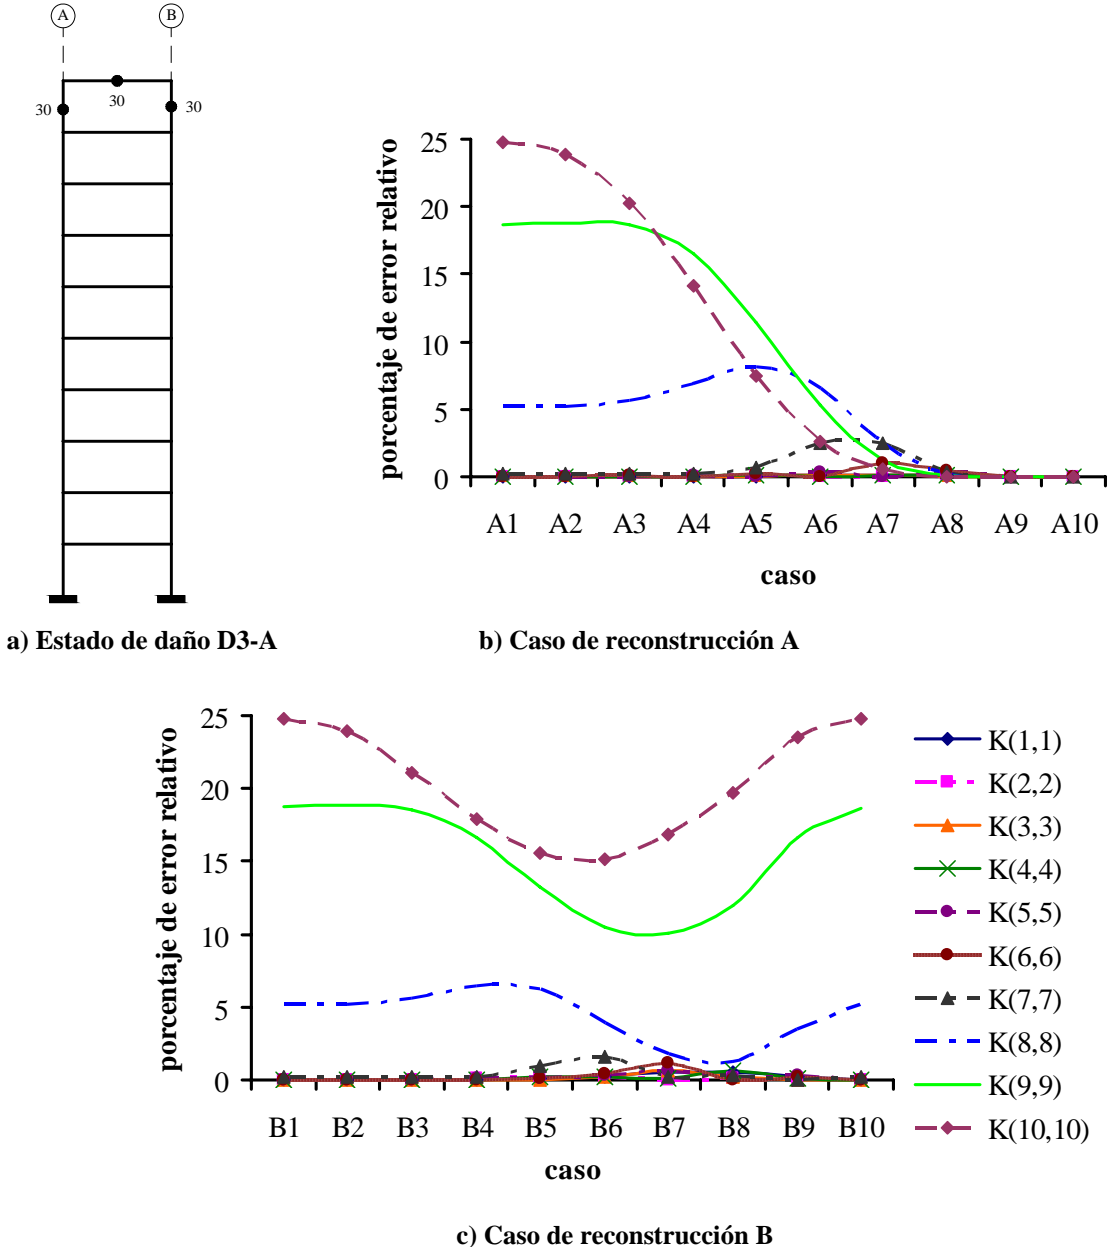 A B
30 30 30
a) Estado de daño D3-A
porcentaje de error relativo
25
20
15
10
5
0
A1 A2 A3 A4 A5 A6 A7 A8 A9 A10
caso
b) Caso de reconstrucción A
porcentaje de error relativo
25
20
15
10
5
0
B1 B2 B3 B4 B5 B6 B7 B8 B9 B10
caso
K(1,1)
K(2,2)
K(3,3)
K(4,4)
K(5,5)
K(6,6)
K(7,7)
K(8,8)
K(9,9)
K(10,10)
c) Caso de reconstrucción B